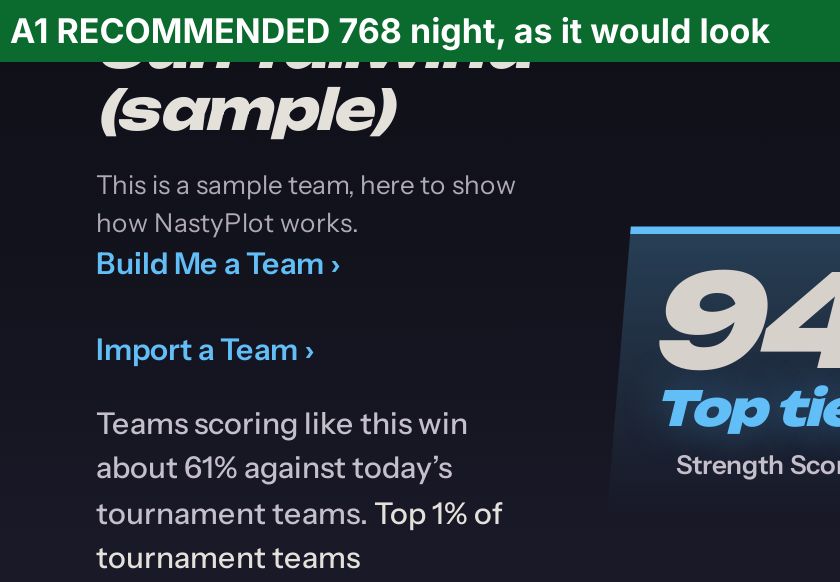 A1 RECOMMENDED 768 night, as it would look
(sample)
This is a sample team, here to show
how NastyPlot works.
Build Me a Team ›
Import a Team ›
94
Top tie
Strength Scor
Teams scoring like this win
about 61% against today’s
tournament teams. Top 1% of
tournament teams